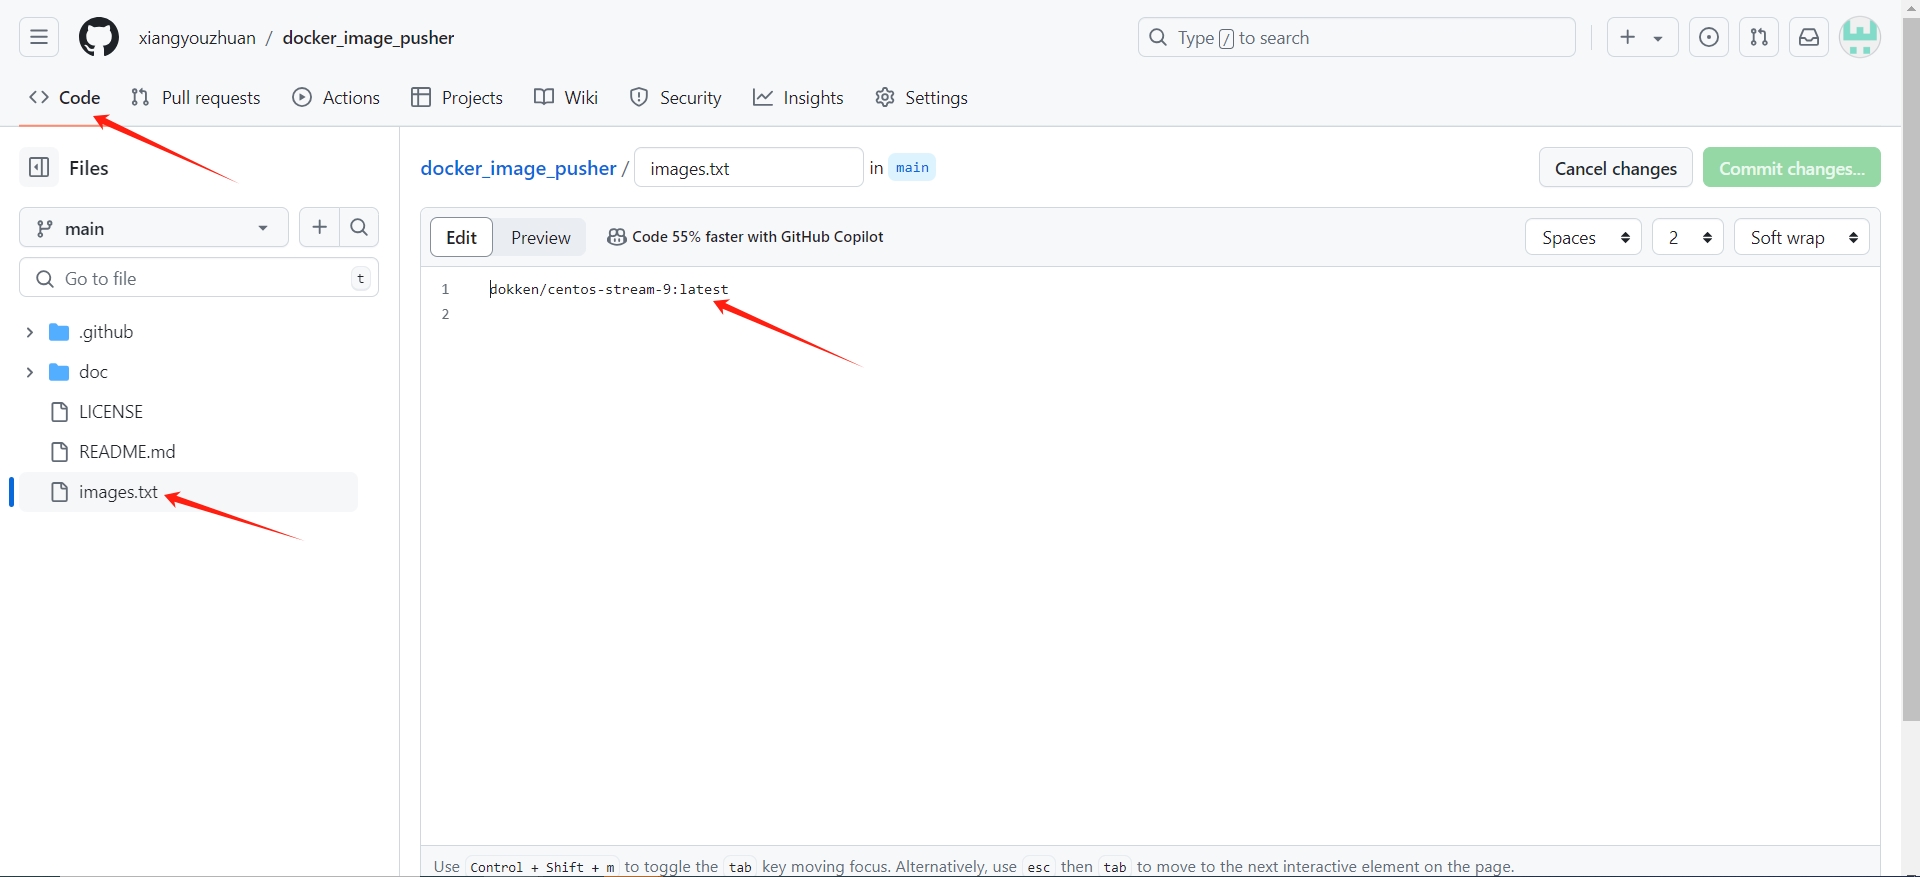 xiangyouzhuan / docker_image_pusher
Type / to search
Code Pull requests Actions Projects Wiki Security Insights Settings
Files
docker_image_pusher / images.txt in main
Cancel changes Commit changes...
main
Go to file t
Edit Preview Code 55% faster with GitHub Copilot
Spaces 2 Soft wrap
1 dokken/centos-stream-9:latest
2
.github
doc
LICENSE
README.md
images.txt
Use Control + Shift + m to toggle the tab key moving focus. Alternatively, use esc then tab to move to the next interactive element on the page.